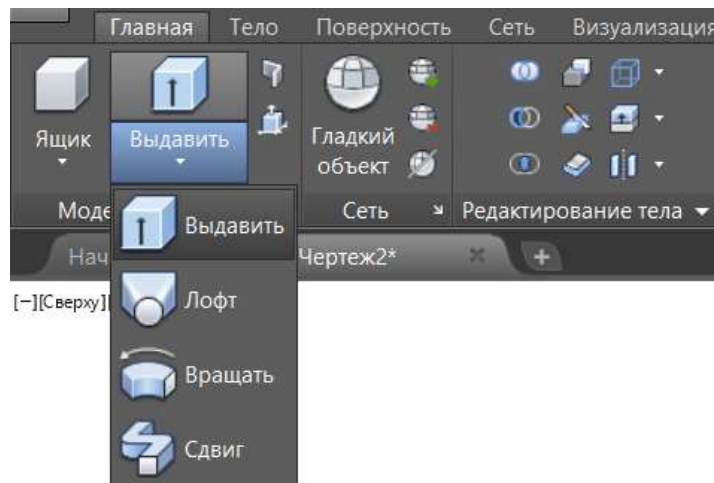 Главная Тело Поверхность Сеть Визуализация
Ящик Выдавить Гладкий объект
Моде Сеть Редактирование тела
Нач Чертеж2*
[−][Сверху][
Выдавить
Лофт
Вращать
Сдвиг